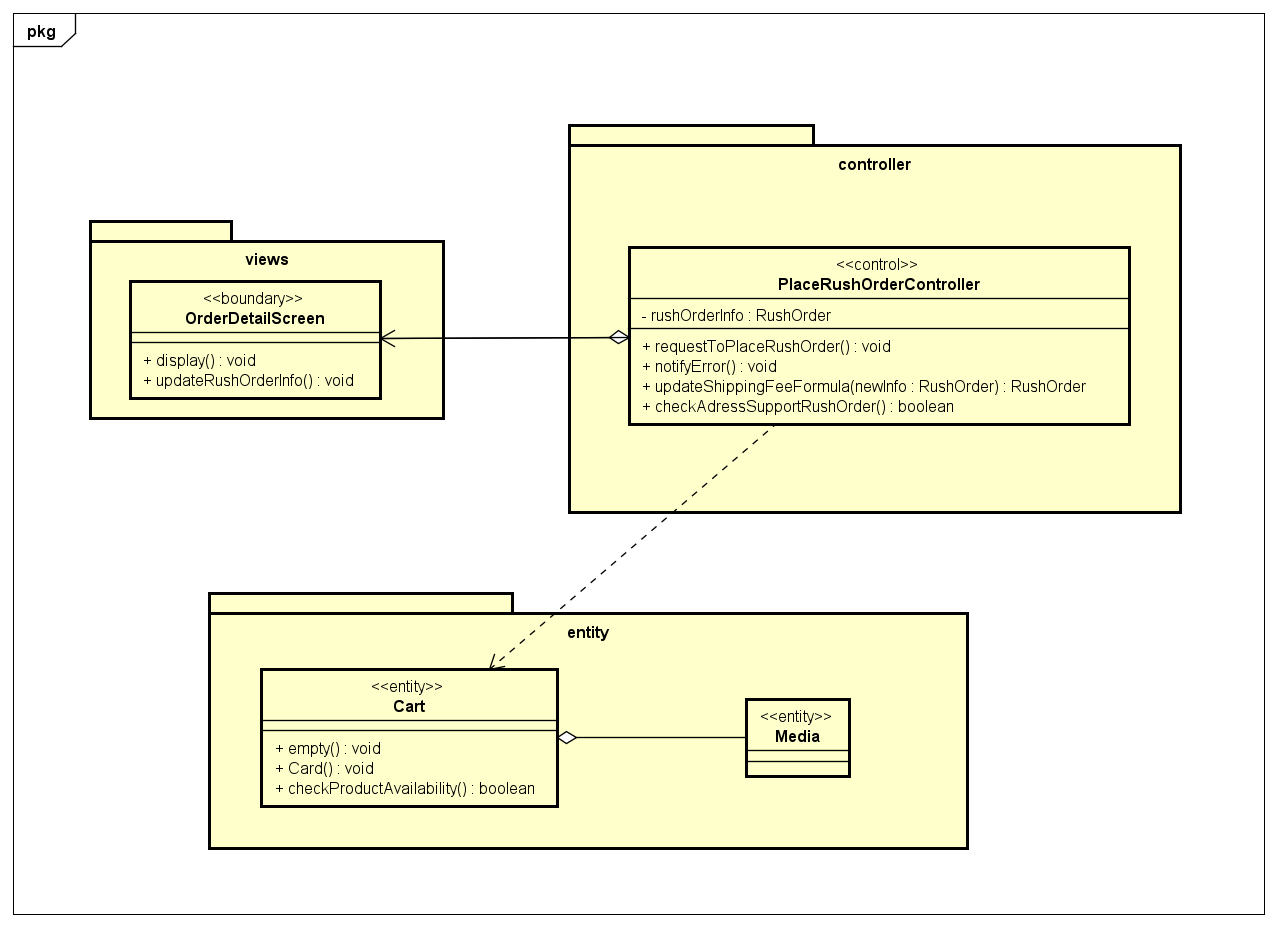 pkg
controller
views
<<boundary>>
OrderDetailScreen
+ display() : void
+ updateRushOrderInfo() : void
<<control>>
PlaceRushOrderController
- rushOrderInfo : RushOrder
+ requestToPlaceRushOrder() : void
+ notifyError() : void
+ updateShippingFeeFormula(newInfo : RushOrder) : RushOrder
+ checkAdressSupportRushOrder() : boolean
entity
<<entity>>
Cart
+ empty() : void
+ Card() : void
+ checkProductAvailability() : boolean
<<entity>>
Media